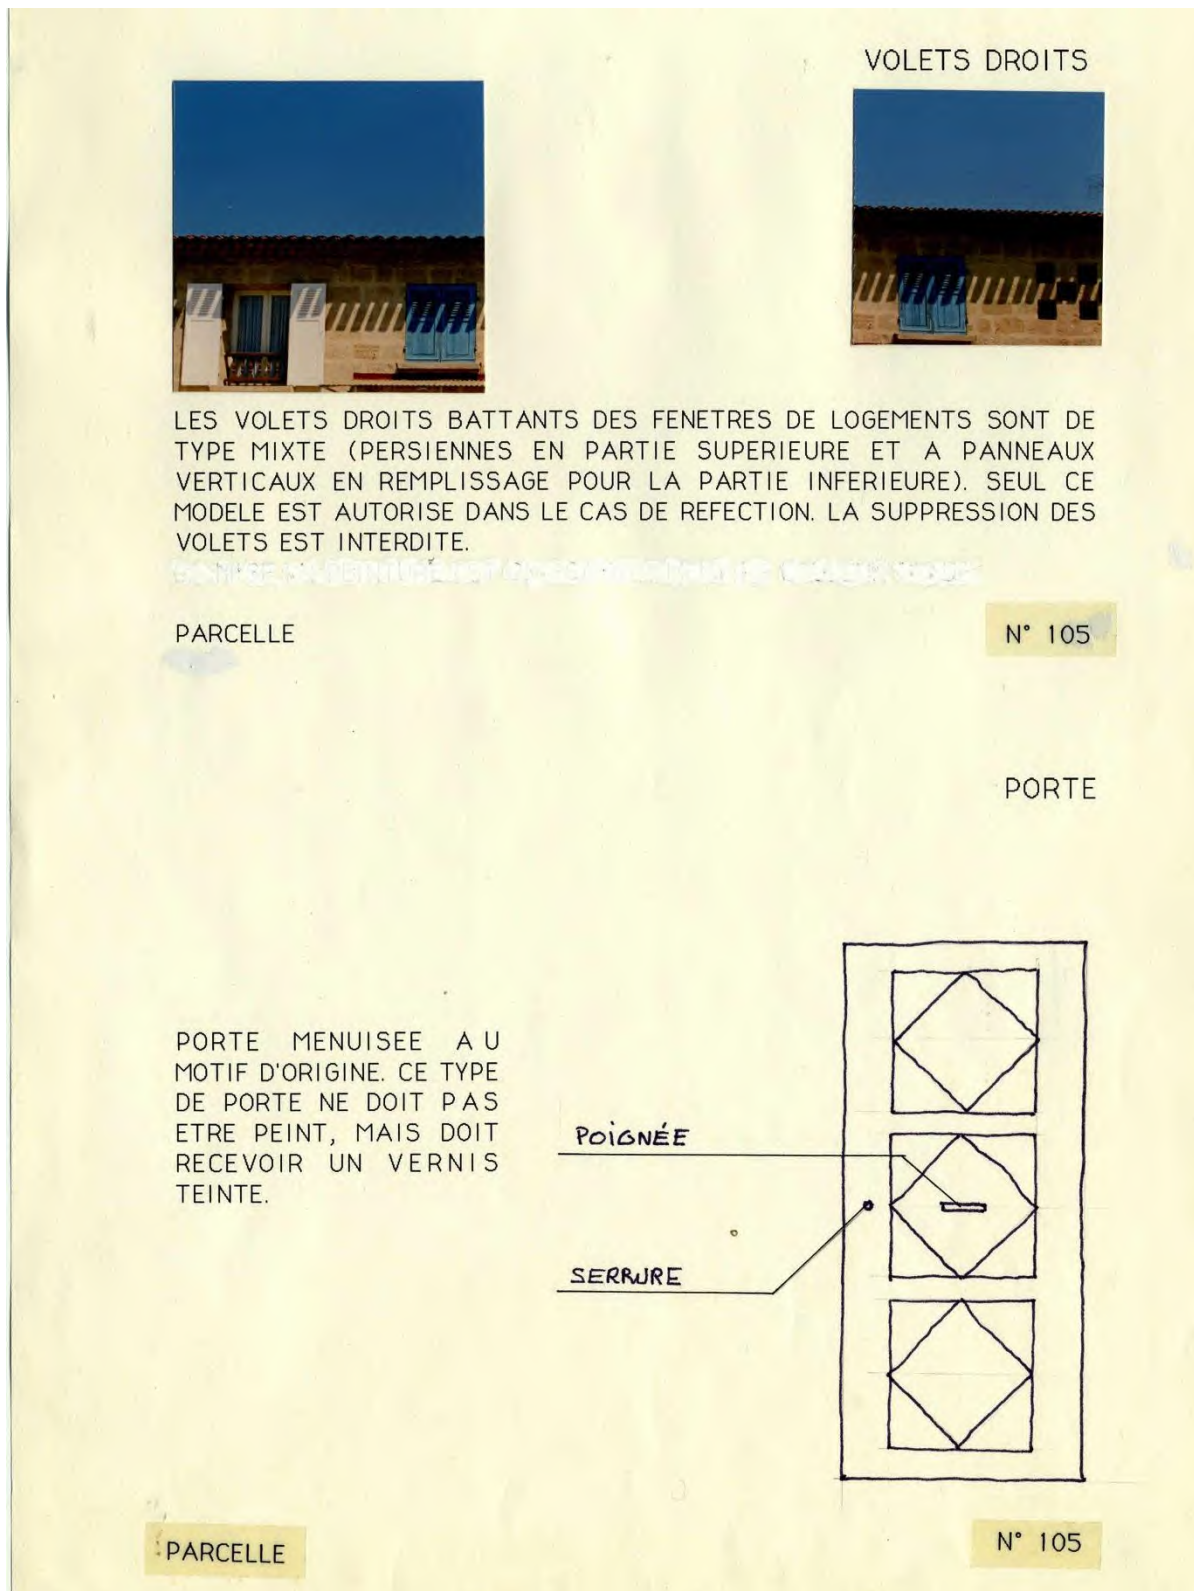 VOLETS DROITS
LES VOLETS DROITS BATTANTS DES FENETRES DE LOGEMENTS SONT DE
TYPE MIXTE (PERSIENNES EN PARTIE SUPERIEURE ET A PANNEAUX
VERTICAUX EN REMPLISSAGE POUR LA PARTIE INFERIEURE). SEUL CE
MODELE EST AUTORISE DANS LE CAS DE REFECTION. LA SUPPRESSION DES
VOLETS EST INTERDITE.
PARCELLE N° 105
PORTE
PORTE MENUISEE AU
MOTIF D'ORIGINE. CE TYPE
DE PORTE NE DOIT PAS
ETRE PEINT, MAIS DOIT
RECEVOIR UN VERNIS
TEINTE.
POIGNÉE
SERRURE
PARCELLE N° 105